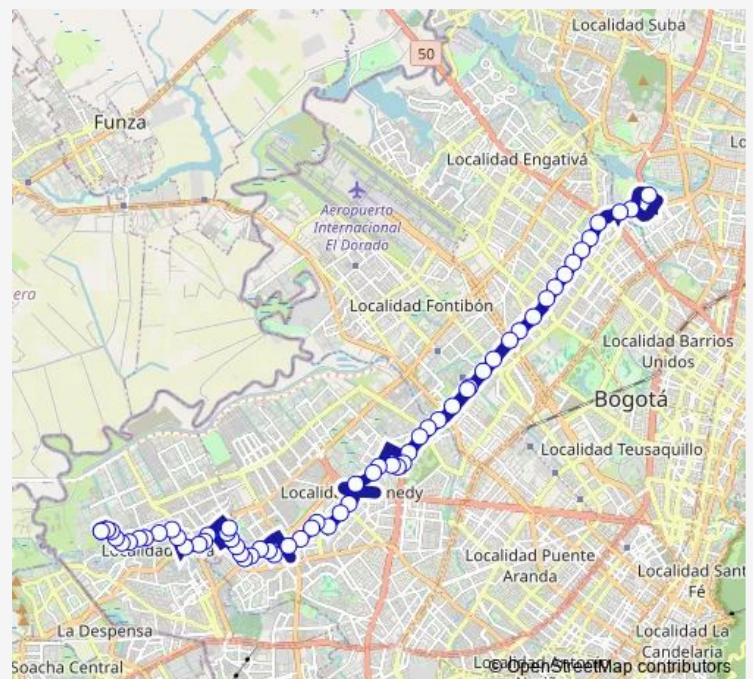 Localidad Suba
50
Funza
Localidad Engativá
Aeropuerto
Internacional
El Dorado
Localidad Fontibón
Localidad Barrios
Unidos
Bogotá
Localidad Teusaquillo
nedy
Localidad Puente
Aranda
Localidad Sant
Fé
La Despensa
Localidad La
Candelaria
Soacha Central
© OpenStreetMap contributors